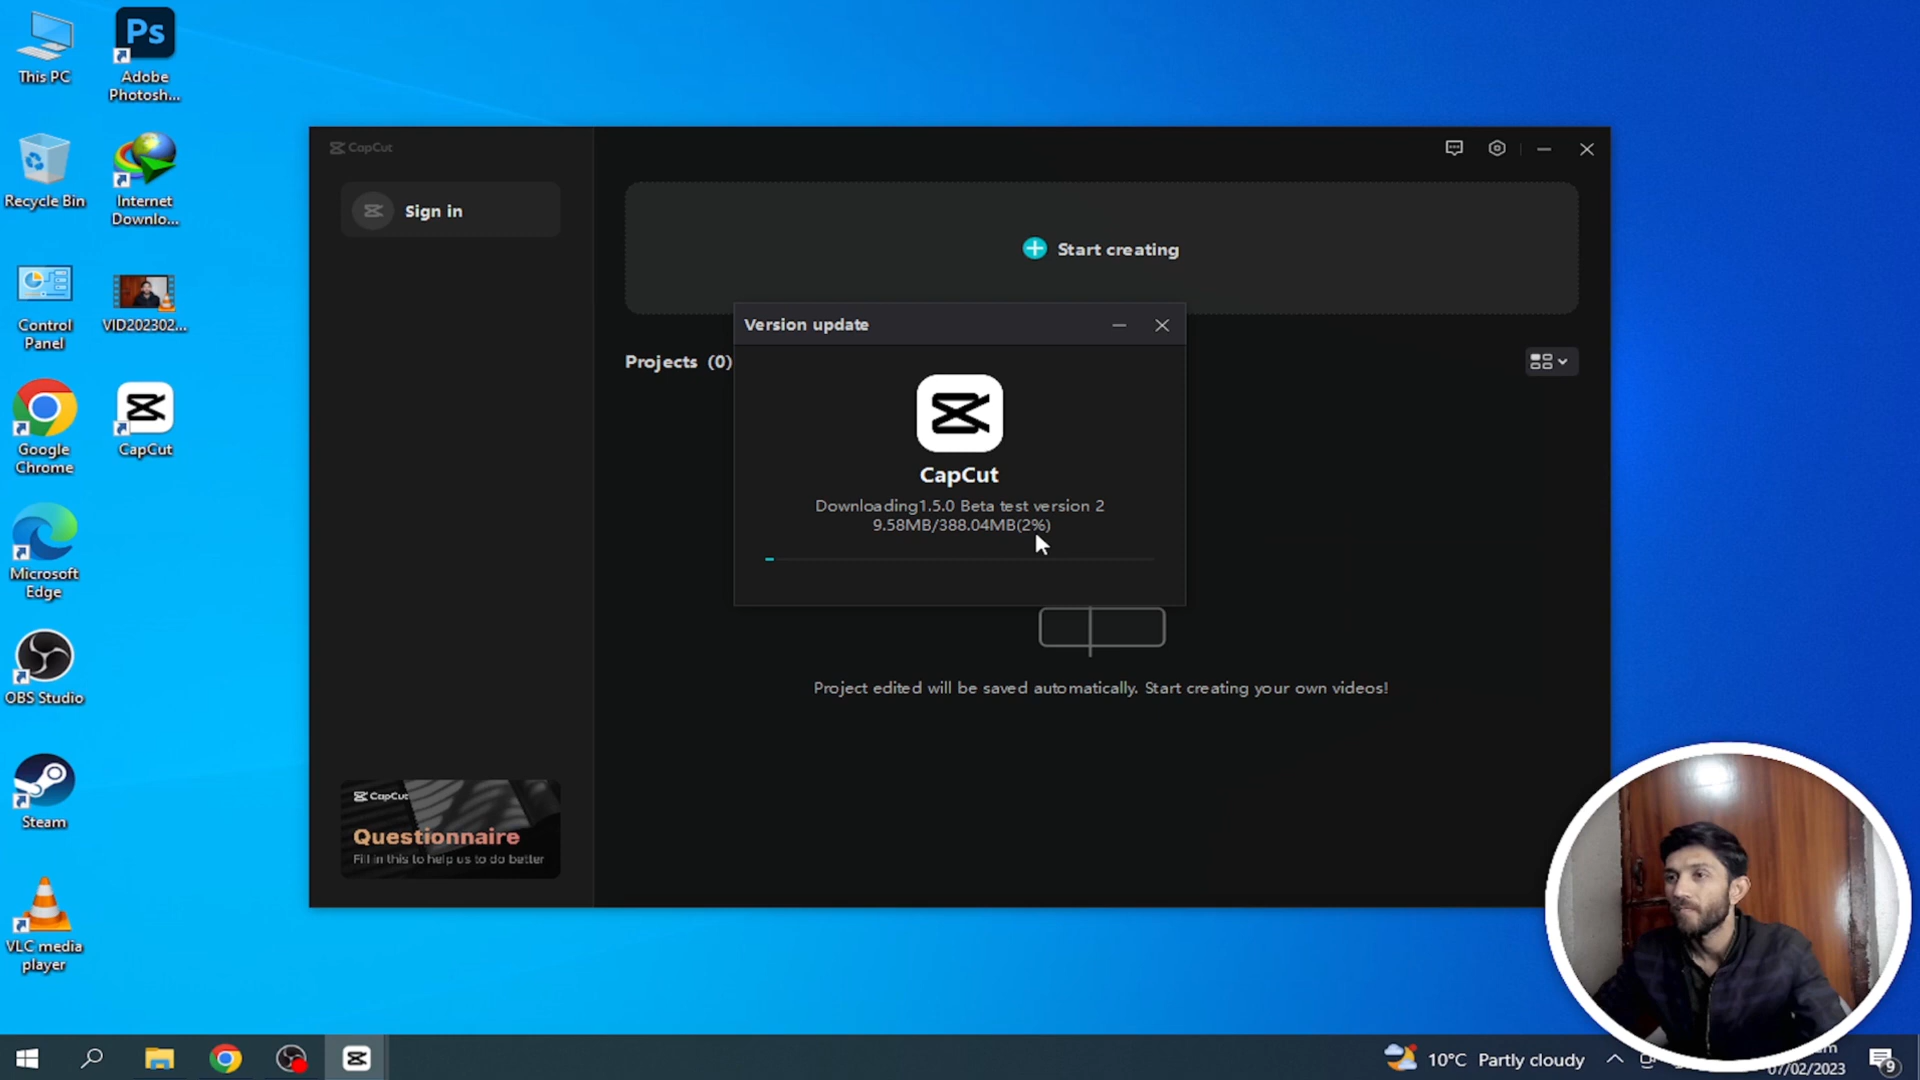 Ps
This PC
Adobe
Photosh...
Recycle Bin
Internet
Downlo...
Control
Panel
VID202302...
Google
Chrome
CapCut
Microsoft
Edge
OBS Studio
Steam
VLC media
player
CapCut
Sign in
Start creating
Projects (0)
Version update
CapCut
Downloading1.5.0 Beta test version 2
9.58MB/388.04MB(2%)
Project edited will be saved automatically. Start creating your own videos!
CapCut
Questionnaire
Fill in this to help us to do better
10°C Partly cloudy
07/02/2023
9